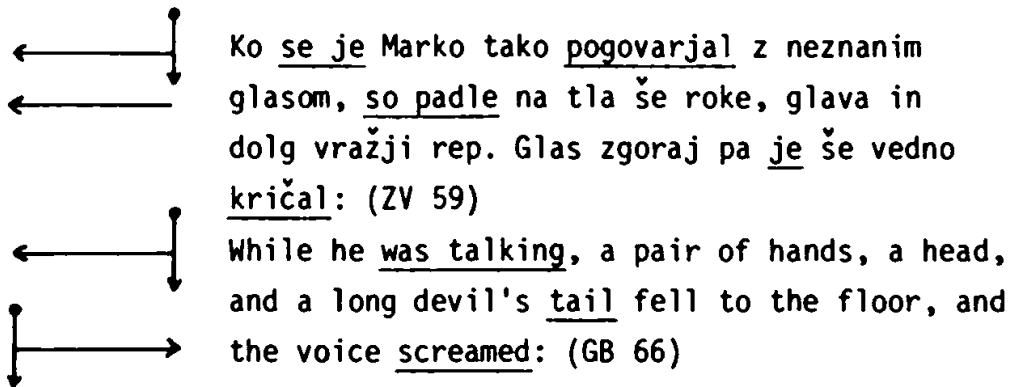 Ko se je Marko tako pogovarjal z neznanim
glasom, so padle na tla še roke, glava in
dolg vražji rep. Glas zgoraj pa je še vedno
kričal: (ZV 59)
While he was talking, a pair of hands, a head,
and a long devil's tail fell to the floor, and
the voice screamed: (GB 66)